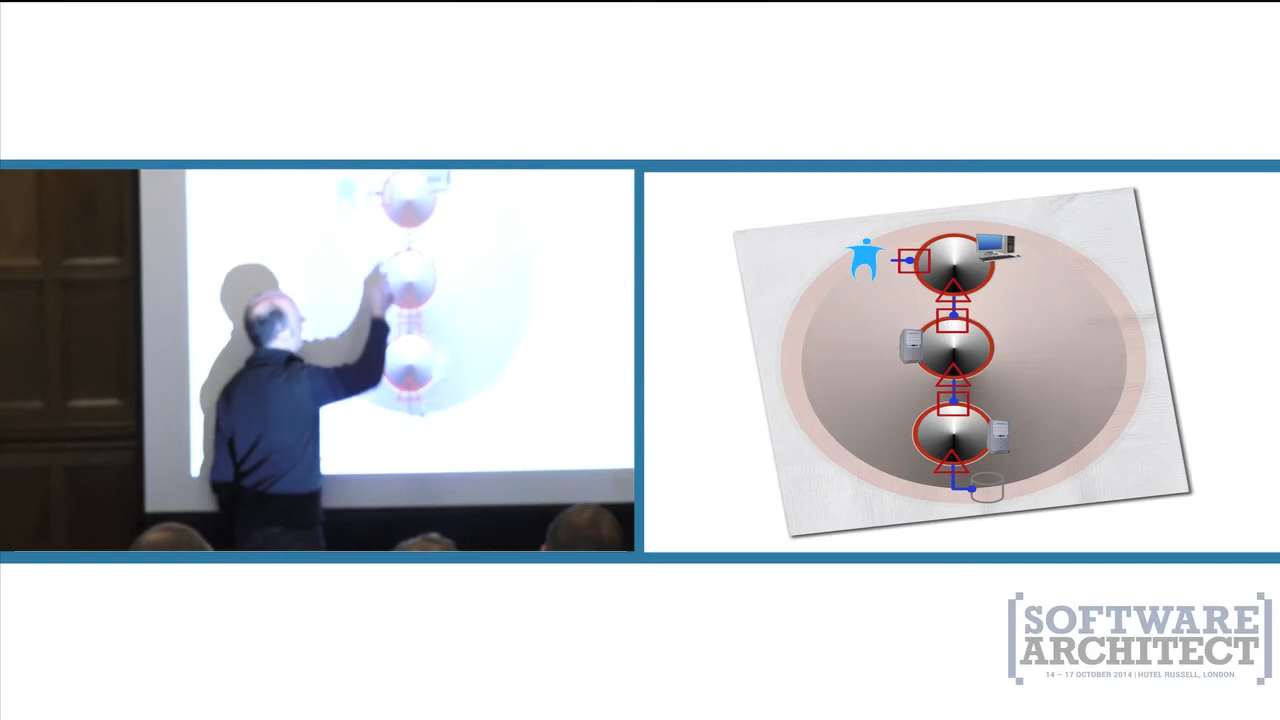 SOFTWARE
ARCHITECT
14 – 17 OCTOBER 2014 | HOTEL RUSSELL, LONDON